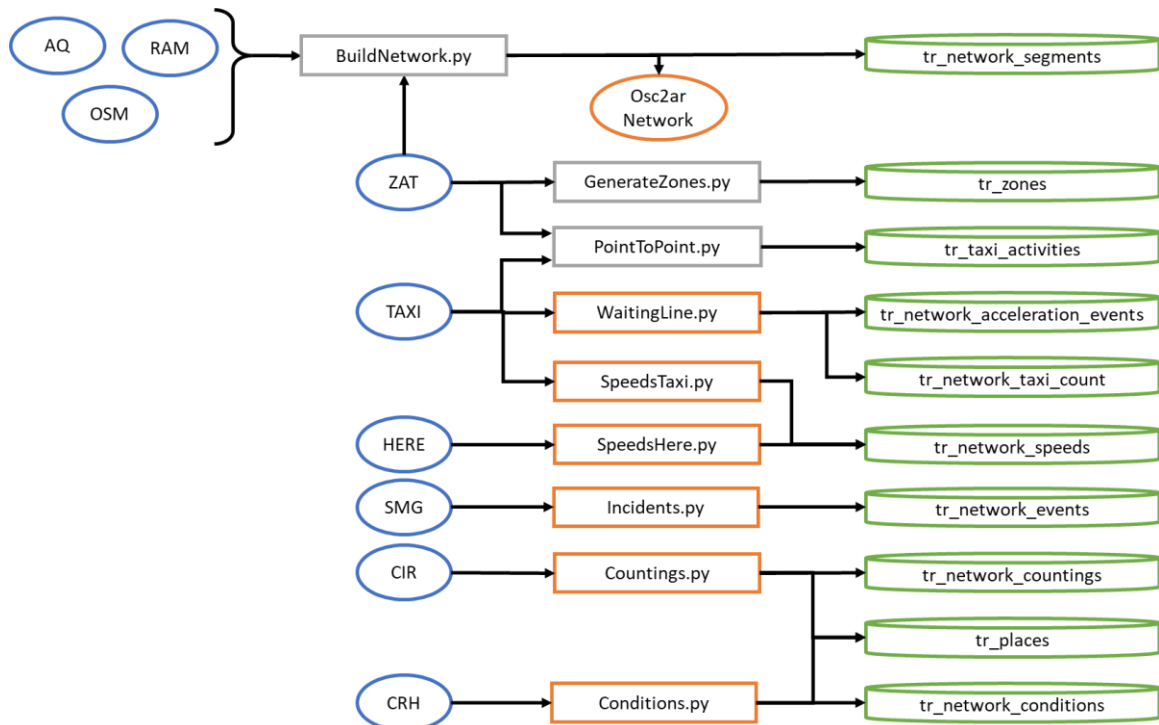 AQ
RAM
OSM
BuildNetwork.py
tr_network_segments
Osc2ar
Network
ZAT
GenerateZones.py
tr_zones
PointToPoint.py
tr_taxi_activities
TAXI
WaitingLine.py
tr_network_acceleration_events
SpeedsTaxi.py
tr_network_taxi_count
HERE
SpeedsHere.py
tr_network_speeds
SMG
Incidents.py
tr_network_events
CIR
Countings.py
tr_network_countings
tr_places
CRH
Conditions.py
tr_network_conditions